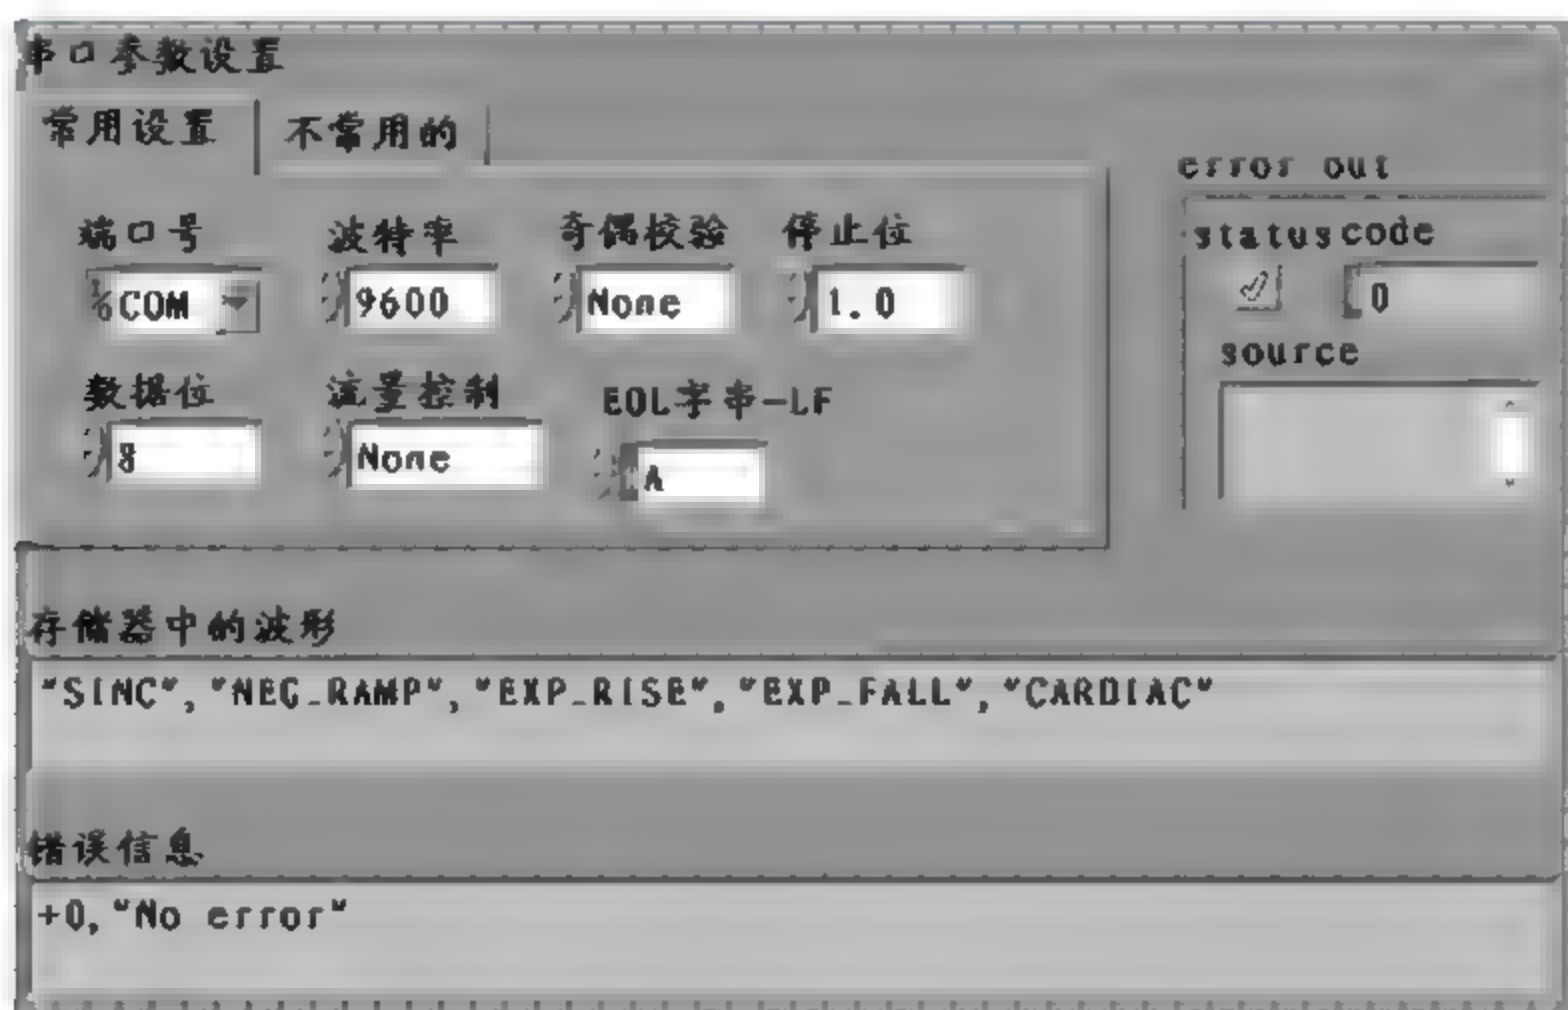 串口参数设置
常用设置 不常用的
error out
端口号 波特率 奇偶校验 停止位
status code
COM 9600 None 1.0
0
source
数据位 流量控制 EOL字串-LF
8 None A
存储器中的波形
"SINC", "NEG_RAMP", "EXP_RISE", "EXP_FALL", "CARDIAC"
错误信息
+0, "No error"